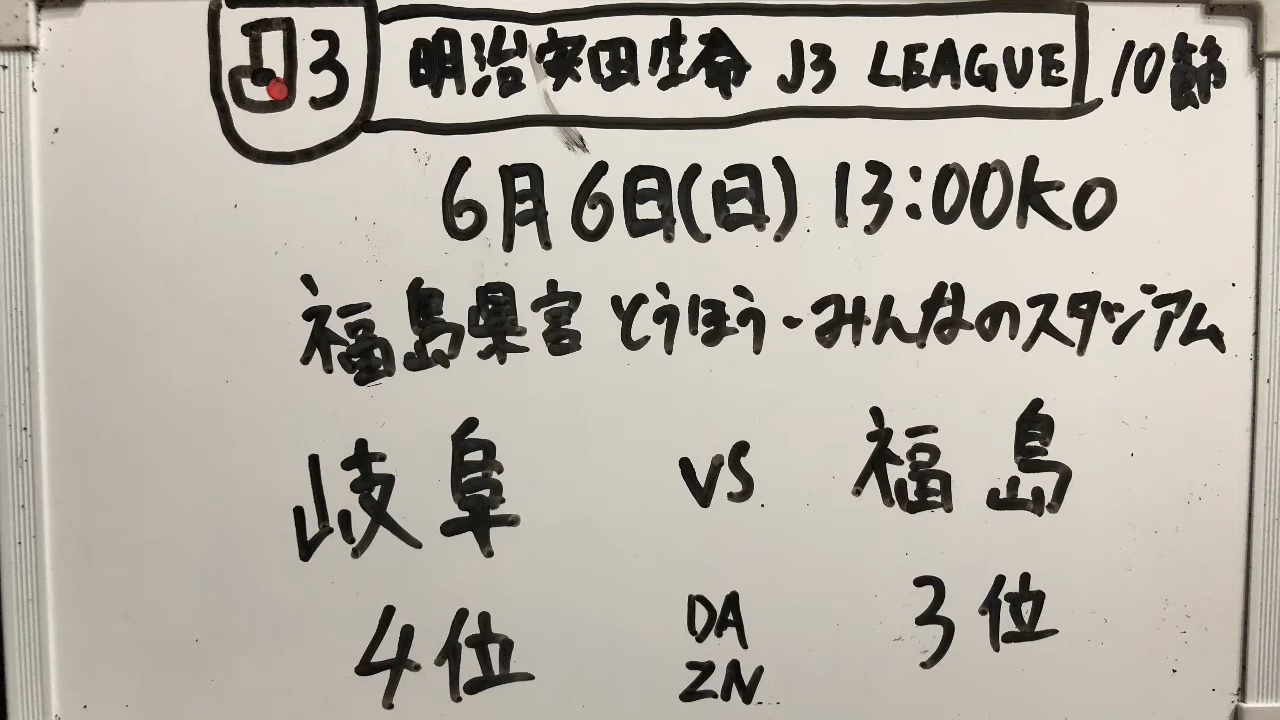 J3 明治安田生命 J3 LEAGUE 10節
6月6日(日) 13:00KO
福島県営 とうほう・みんなのスタジアム
岐阜 VS 福島
4位 DA 3位
ZN